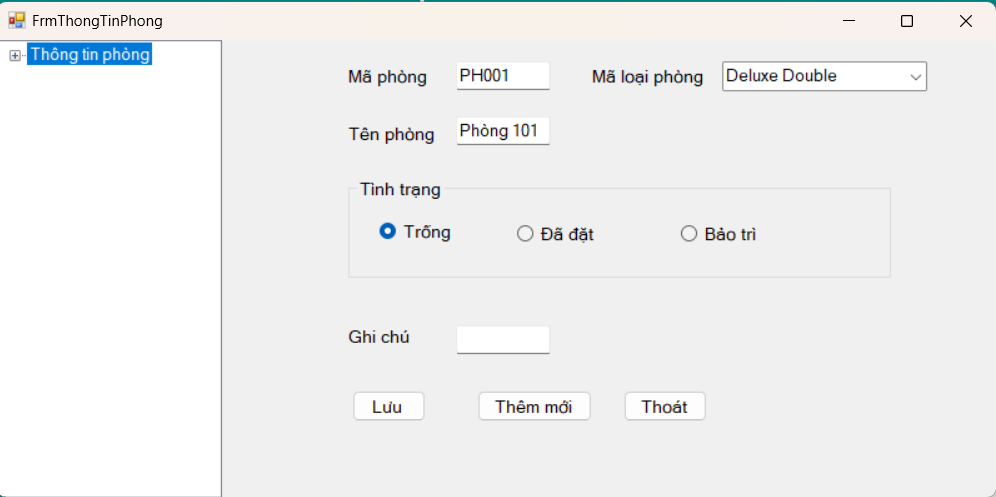 FrmThongTinPhong
Thông tin phòng
Mã phòng PH001 Mã loại phòng Deluxe Double
Tên phòng Phòng 101
Tình trạng
Trống Đã đặt Bảo trì
Ghi chú
Lưu Thêm mới Thoát